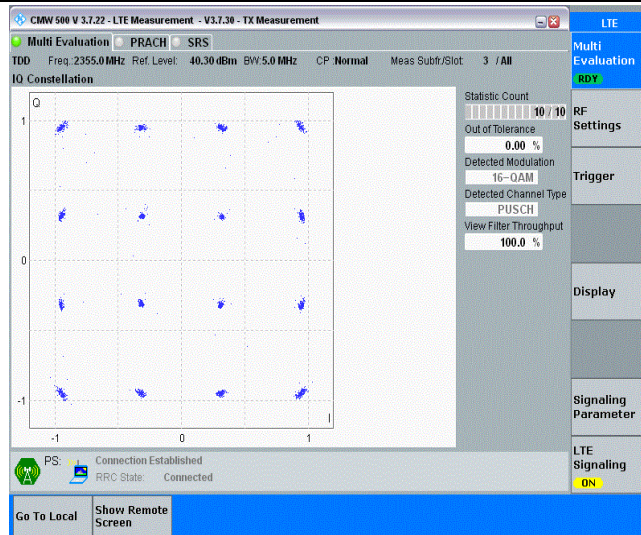 CMW 500 V 3.7.22 - LTE Measurement - V3.7.30 - TX Measurement
LTE
Multi Evaluation PRACH SRS
Multi
Evaluation
RDY
TDD Freq.:2355.0 MHz Ref. Level: 40.30 dBm BW:5.0 MHz CP :Normal Meas Subfr./Slot: 3 / All
IQ Constellation
Q
1
0
-1
-1
0
1
I
Statistic Count
10 / 10
Out of Tolerance
0.00 %
Detected Modulation
16-QAM
Detected Channel Type
PUSCH
View Filter Throughput
100.0 %
RF
Settings
Trigger
Display
Signaling
Parameter
LTE
Signaling
ON
PS: Connection Established
RRC State: Connected
Go To Local
Show Remote
Screen